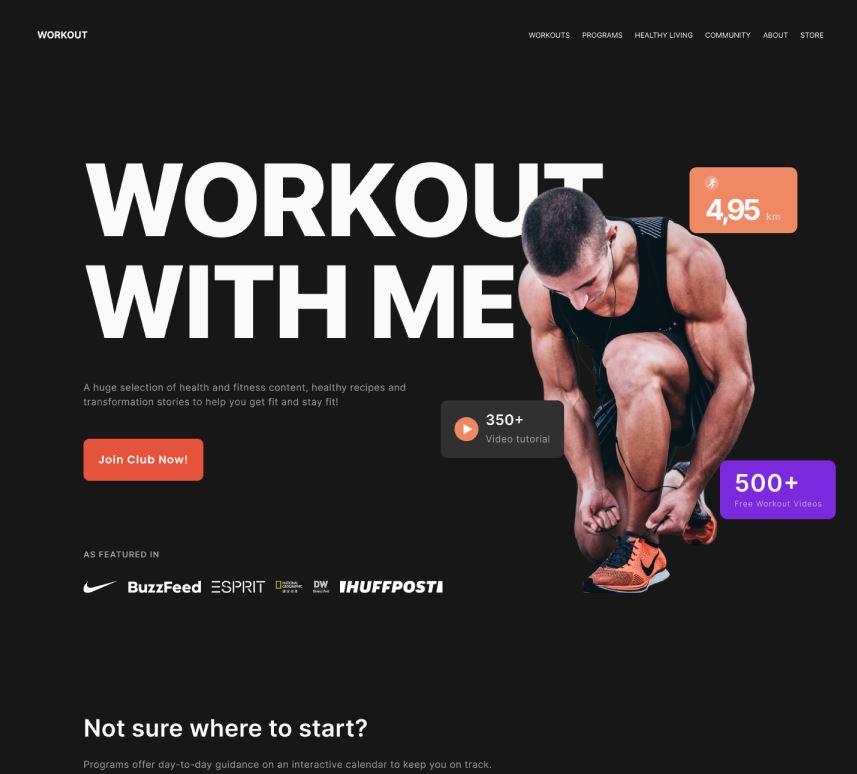 WORKOUT
WORKOUTS PROGRAMS HEALTHY LIVING COMMUNITY ABOUT STORE
WORKOUT
WITH ME
4,95 km
A huge selection of health and fitness content, healthy recipes and
transformation stories to help you get fit and stay fit!
350+
Video tutorial
Join Club Now!
500+
Free Workout Videos
AS FEATURED IN
BuzzFeed ESPRIT NATIONAL GEOGRAPHIC DW HUFFPOST
Not sure where to start?
Programs offer day-to-day guidance on an interactive calendar to keep you on track.